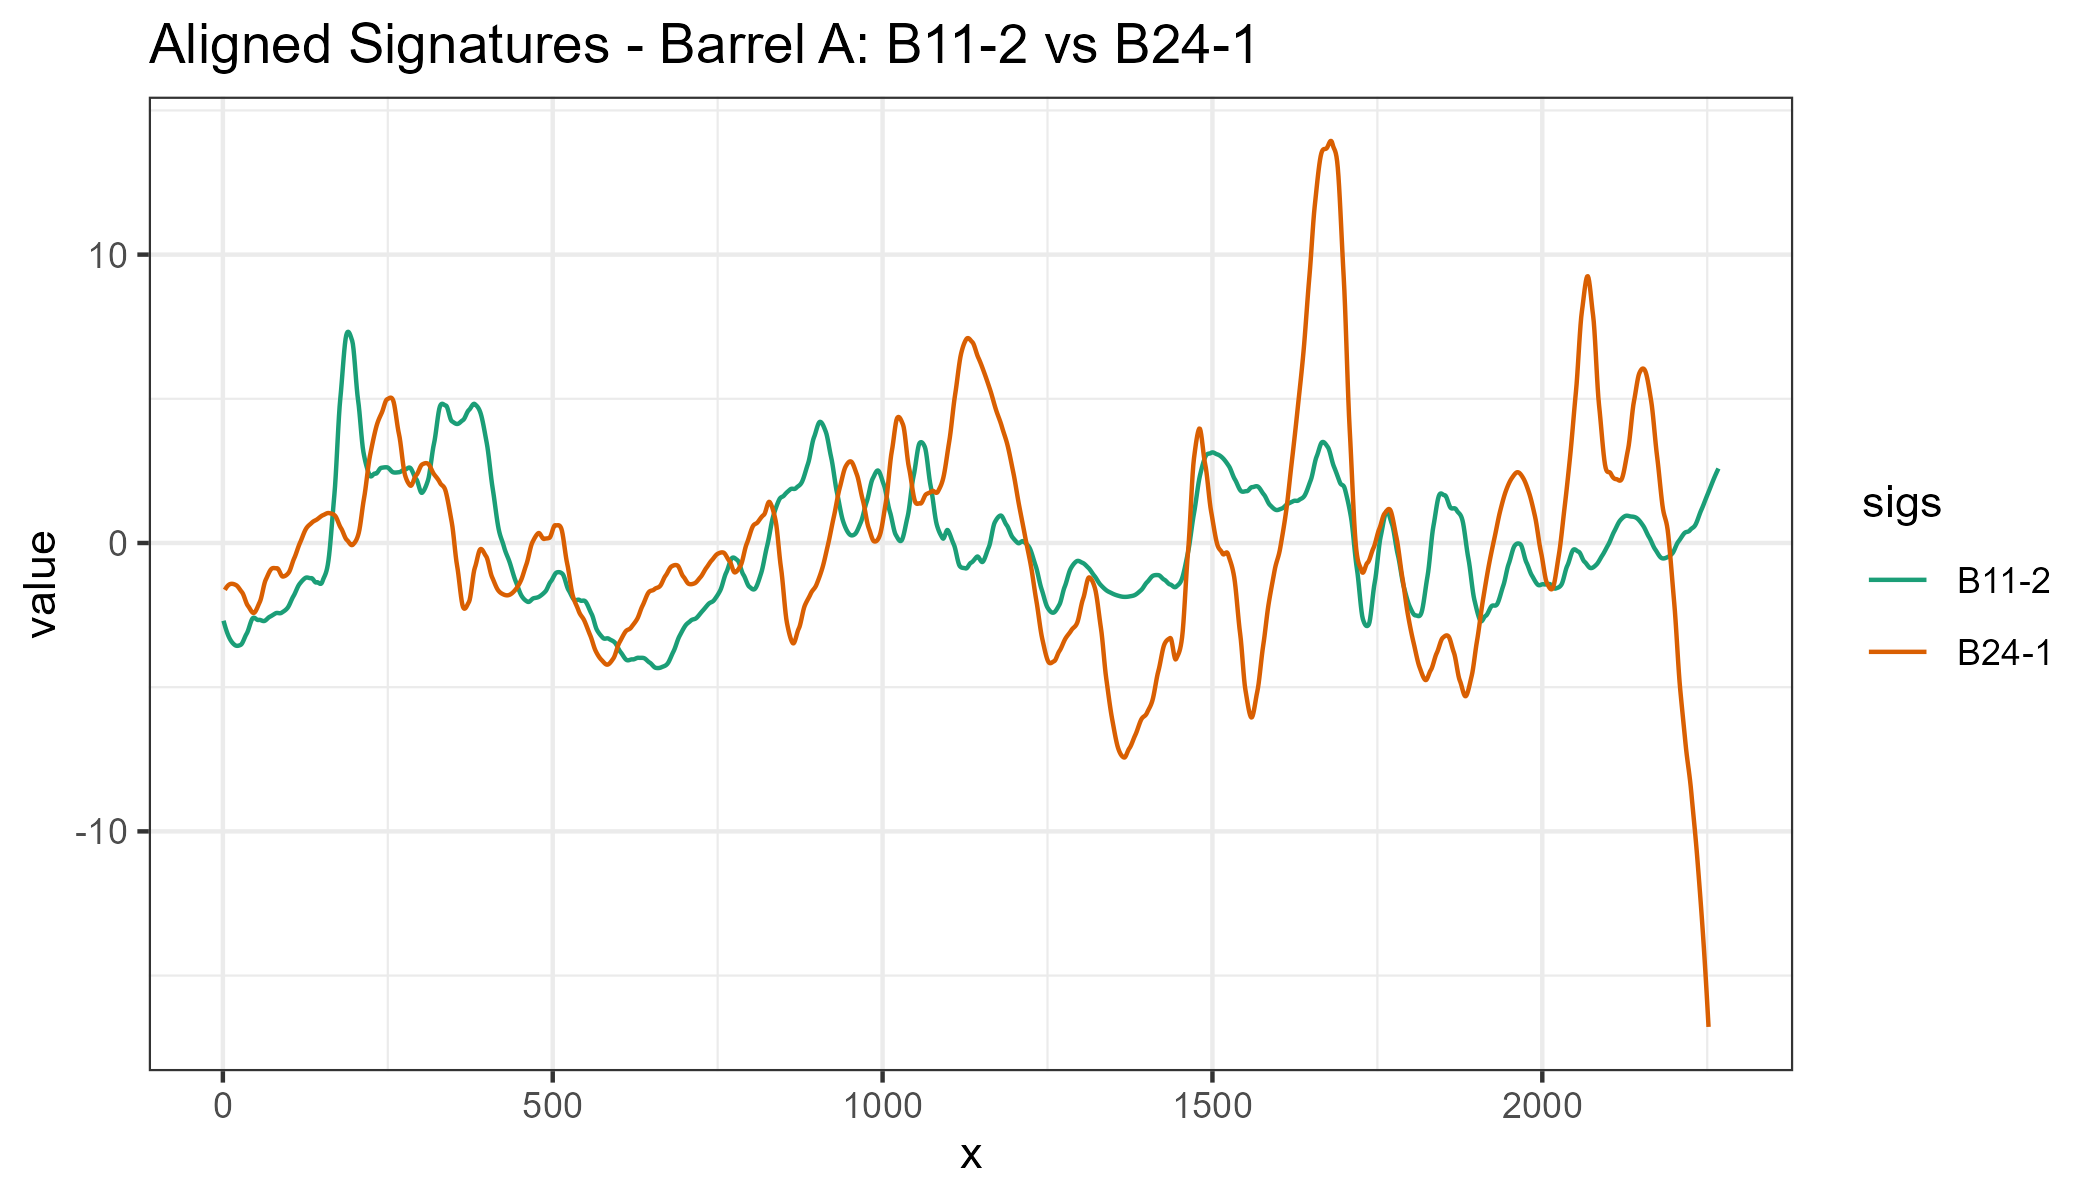 Aligned Signatures - Barrel A: B11-2 vs B24-1
value
10
0
-10
0 500 1000 1500 2000
x
sigs
B11-2
B24-1